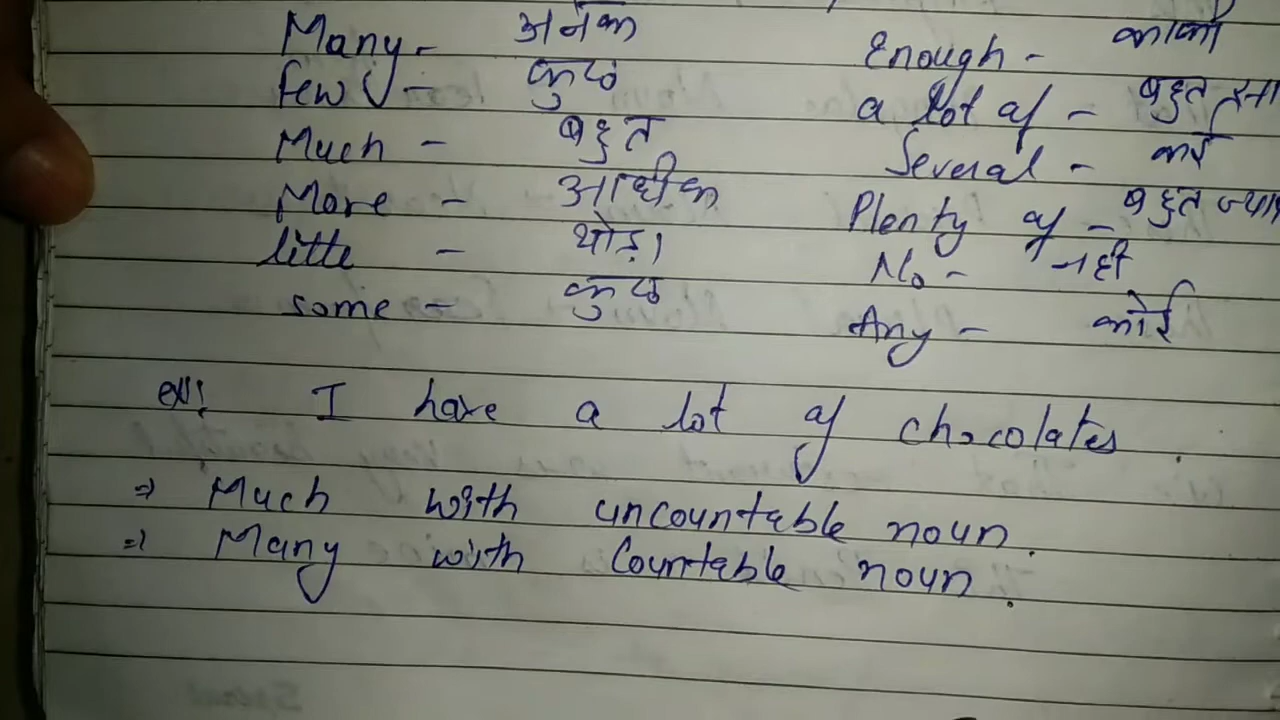 Many - अनेक
few - कुछ
Much - बहुत
More - आधीक
little - थोड़ा
some - कुछ
Enough - काफी
a lot of - बहुत
Several - कई
Plenty of - बहुत
No - नही
Any - कोई
ex: I have a lot of chocolates.
⇒ Much with uncountable noun.
⇒ Many with Countable noun.